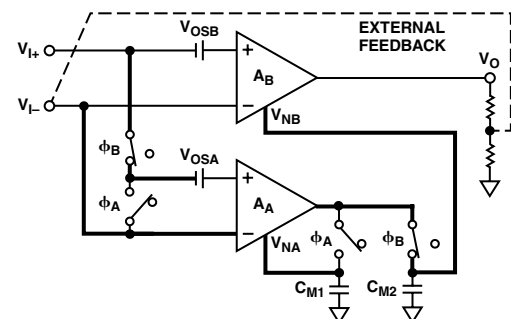 EXTERNAL
FEEDBACK
V_OSB
V_I+
V_I–
+
–
A_B
V_NB
V_O
ϕ_B
ϕ_A
V_OSA
+
–
A_A
V_NA
ϕ_A
ϕ_B
C_M1
C_M2